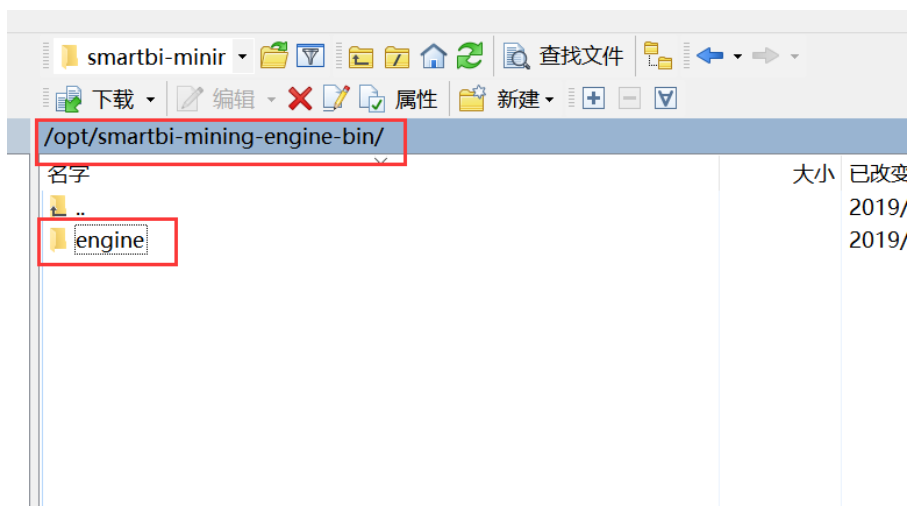 smartbi-minir 查找文件
下载 编辑 属性 新建
/opt/smartbi-mining-engine-bin/
名字 大小 已改变
.. 2019/
engine 2019/